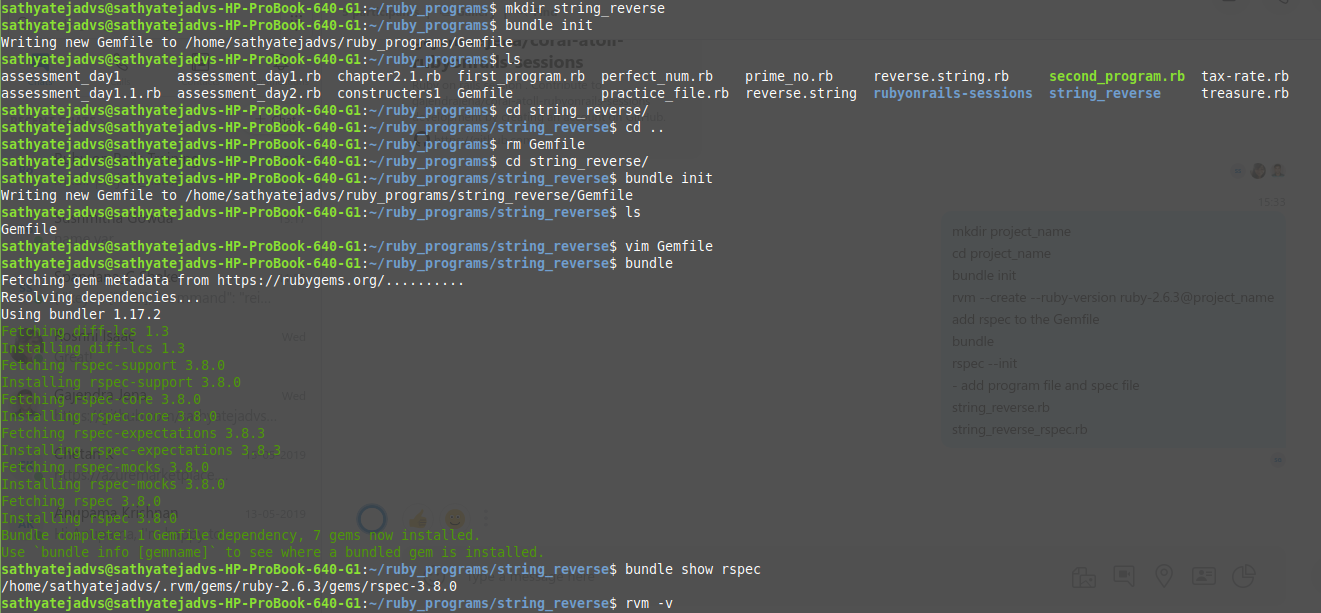 sathyatejadvs@sathyatejadvs-HP-ProBook-640-G1:~/ruby_programs$ mkdir string_reverse
sathyatejadvs@sathyatejadvs-HP-ProBook-640-G1:~/ruby_programs$ bundle init
Writing new Gemfile to /home/sathyatejadvs/ruby_programs/Gemfile
sathyatejadvs@sathyatejadvs-HP-ProBook-640-G1:~/ruby_programs$ ls
assessment_day1 assessment_day1.rb chapter2.1.rb first_program.rb perfect_num.rb prime_no.rb reverse.string.rb second_program.rb tax-rate.rb
assessment_day1.1.rb assessment_day2.rb constructers1 Gemfile practice_file.rb reverse.string rubyonrails-sessions string_reverse treasure.rb
sathyatejadvs@sathyatejadvs-HP-ProBook-640-G1:~/ruby_programs$ cd string_reverse/
sathyatejadvs@sathyatejadvs-HP-ProBook-640-G1:~/ruby_programs/string_reverse$ cd ..
sathyatejadvs@sathyatejadvs-HP-ProBook-640-G1:~/ruby_programs$ rm Gemfile
sathyatejadvs@sathyatejadvs-HP-ProBook-640-G1:~/ruby_programs$ cd string_reverse/
sathyatejadvs@sathyatejadvs-HP-ProBook-640-G1:~/ruby_programs/string_reverse$ bundle init
Writing new Gemfile to /home/sathyatejadvs/ruby_programs/string_reverse/Gemfile
sathyatejadvs@sathyatejadvs-HP-ProBook-640-G1:~/ruby_programs/string_reverse$ ls
Gemfile
sathyatejadvs@sathyatejadvs-HP-ProBook-640-G1:~/ruby_programs/string_reverse$ vim Gemfile
sathyatejadvs@sathyatejadvs-HP-ProBook-640-G1:~/ruby_programs/string_reverse$ bundle
Fetching gem metadata from https://rubygems.org/..........
Resolving dependencies...
Using bundler 1.17.2
Fetching diff-lcs 1.3
Installing diff-lcs 1.3
Fetching rspec-support 3.8.0
Installing rspec-support 3.8.0
Fetching rspec-core 3.8.0
Installing rspec-core 3.8.0
Fetching rspec-expectations 3.8.3
Installing rspec-expectations 3.8.3
Fetching rspec-mocks 3.8.0
Installing rspec-mocks 3.8.0
Fetching rspec 3.8.0
Installing rspec 3.8.0
Bundle complete! 1 Gemfile dependency, 7 gems now installed.
Use `bundle info [gemname]` to see where a bundled gem is installed.
sathyatejadvs@sathyatejadvs-HP-ProBook-640-G1:~/ruby_programs/string_reverse$ bundle show rspec
/home/sathyatejadvs/.rvm/gems/ruby-2.6.3/gems/rspec-3.8.0
sathyatejadvs@sathyatejadvs-HP-ProBook-640-G1:~/ruby_programs/string_reverse$ rvm -v
15:33
mkdir project_name
cd project_name
bundle init
rvm --create --ruby-version ruby-2.6.3@project_name
add rspec to the Gemfile
bundle
rspec --init
- add program file and spec file
string_reverse.rb
string_reverse_rspec.rb
Wed
Wed
13-05-2019
Type a message here